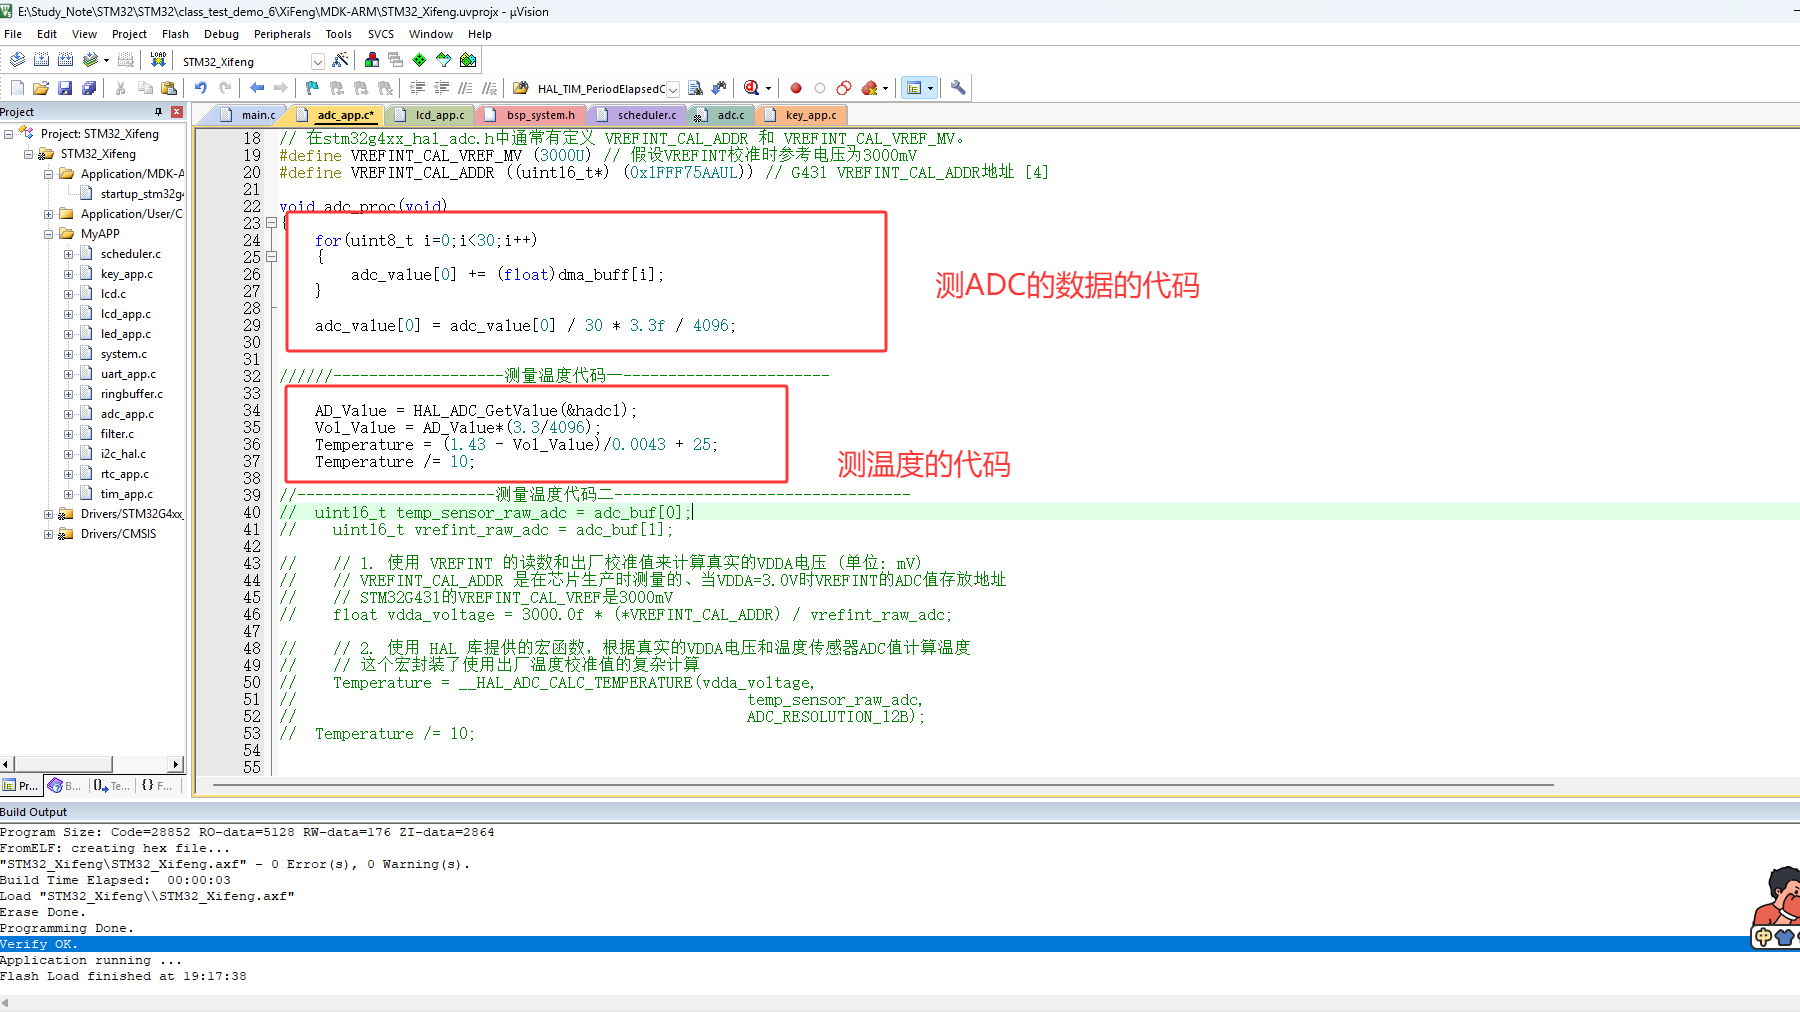 E:\Study_Note\STM32\STM32\class_test_demo_6\XiFeng\MDK-ARM\STM32_Xifeng.uvprojx - µVision
File Edit View Project Flash Debug Peripherals Tools SVCS Window Help
LOAD STM32_Xifeng
HAL_TIM_PeriodElapsedC
Project
main.c adc_app.c* lcd_app.c bsp_system.h scheduler.c adc.c key_app.c
Project: STM32_Xifeng
STM32_Xifeng
Application/MDK-A
startup_stm32g4
Application/User/C
MyAPP
scheduler.c
key_app.c
lcd.c
lcd_app.c
led_app.c
system.c
uart_app.c
ringbuffer.c
adc_app.c
filter.c
i2c_hal.c
rtc_app.c
tim_app.c
Drivers/STM32G4xx_
Drivers/CMSIS
Pr... B... {} Te... {} F...
18 // 在stm32g4xx_hal_adc.h中通常有定义 VREFINT_CAL_ADDR 和 VREFINT_CAL_VREF_MV。
19 #define VREFINT_CAL_VREF_MV (3000U) // 假设VREFINT校准时参考电压为3000mV
20 #define VREFINT_CAL_ADDR ((uint16_t*) (0x1FFF75AAUL)) // G431 VREFINT_CAL_ADDR地址 [4]
21
22 void adc_proc(void)
23 {
24 for(uint8_t i=0;i<30;i++)
25 {
26 adc_value[0] += (float)dma_buff[i];
27 }
28
29 adc_value[0] = adc_value[0] / 30 * 3.3f / 4096;
30
31
32 //////-------------------测量温度代码一-----------------------
33
34 AD_Value = HAL_ADC_GetValue(&hadc1);
35 Vol_Value = AD_Value*(3.3/4096);
36 Temperature = (1.43 - Vol_Value)/0.0043 + 25;
37 Temperature /= 10;
38
39 //----------------------测量温度代码二---------------------------------
40 // uint16_t temp_sensor_raw_adc = adc_buf[0];
41 // uint16_t vrefint_raw_adc = adc_buf[1];
42
43 // // 1. 使用 VREFINT 的读数和出厂校准值来计算真实的VDDA电压 (单位: mV)
44 // // VREFINT_CAL_ADDR 是在芯片生产时测量的、当VDDA=3.0V时VREFINT的ADC值存放地址
45 // // STM32G431的VREFINT_CAL_VREF是3000mV
46 // float vdda_voltage = 3000.0f * (*VREFINT_CAL_ADDR) / vrefint_raw_adc;
47
48 // // 2. 使用 HAL 库提供的宏函数，根据真实的VDDA电压和温度传感器ADC值计算温度
49 // // 这个宏封装了使用出厂温度校准值的复杂计算
50 // Temperature = __HAL_ADC_CALC_TEMPERATURE(vdda_voltage,
51 // temp_sensor_raw_adc,
52 // ADC_RESOLUTION_12B);
53 // Temperature /= 10;
54
55
测ADC的数据的代码
测温度的代码
Build Output
Program Size: Code=28852 RO-data=5128 RW-data=176 ZI-data=2864
FromELF: creating hex file...
"STM32_Xifeng\STM32_Xifeng.axf" - 0 Error(s), 0 Warning(s).
Build Time Elapsed: 00:00:03
Load "STM32_Xifeng\\STM32_Xifeng.axf"
Erase Done.
Programming Done.
Verify OK.
Application running ...
Flash Load finished at 19:17:38
中